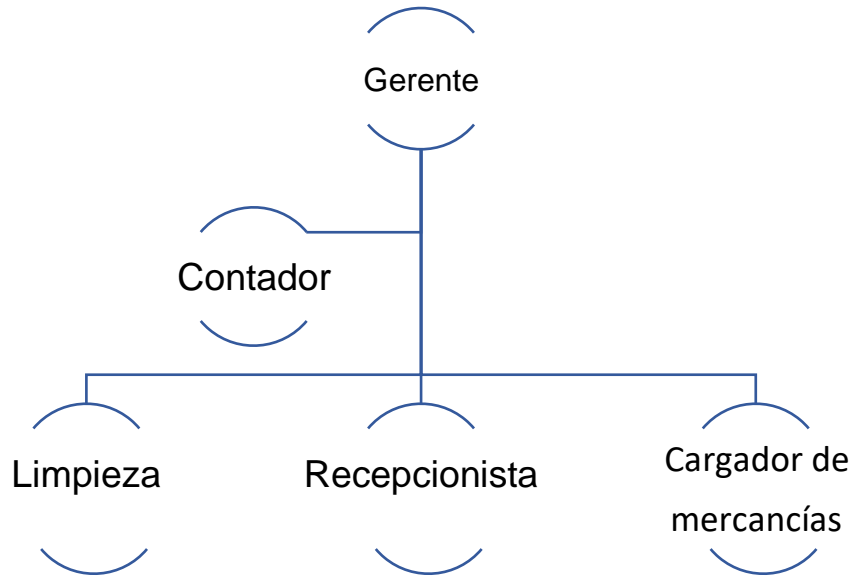 Gerente
Contador
Limpieza
Recepcionista
Cargador de
mercancías